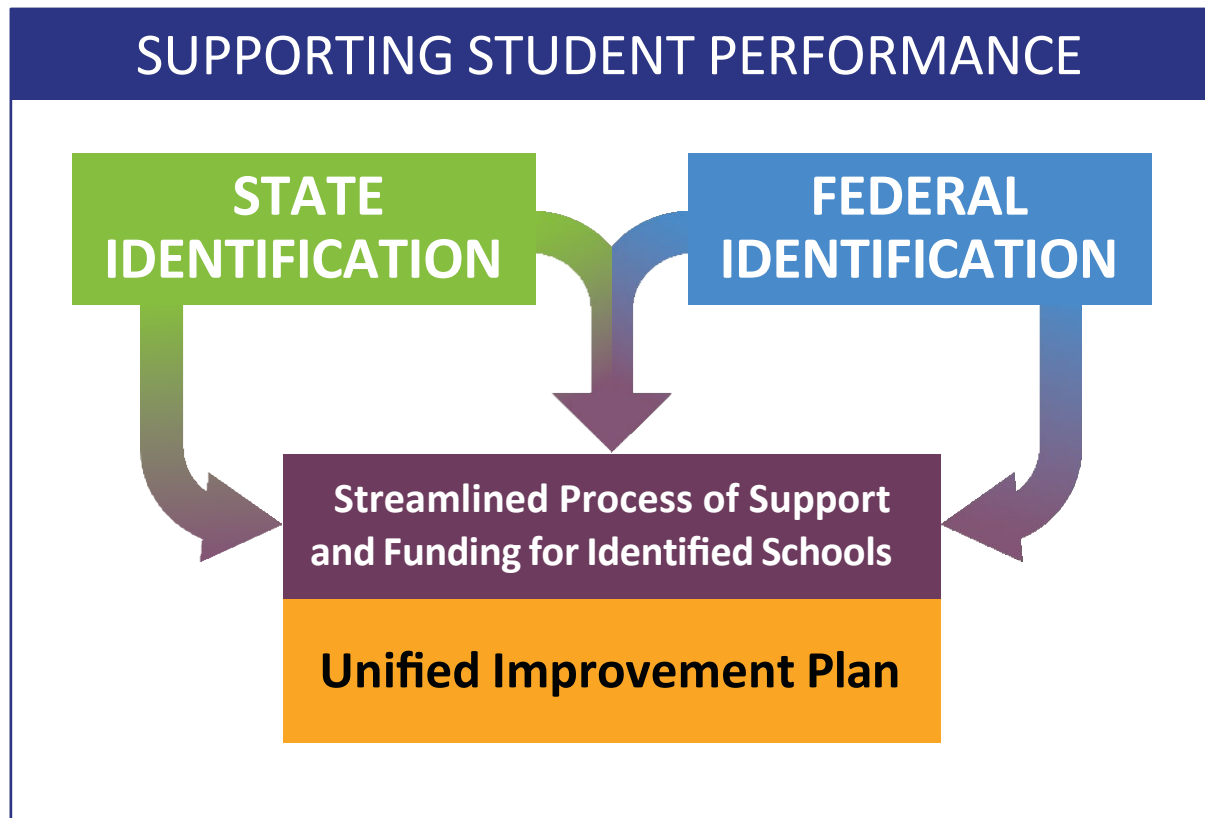 SUPPORTING STUDENT PERFORMANCE
STATE
IDENTIFICATION
FEDERAL
IDENTIFICATION
Streamlined Process of Support
and Funding for Identified Schools
Unified Improvement Plan